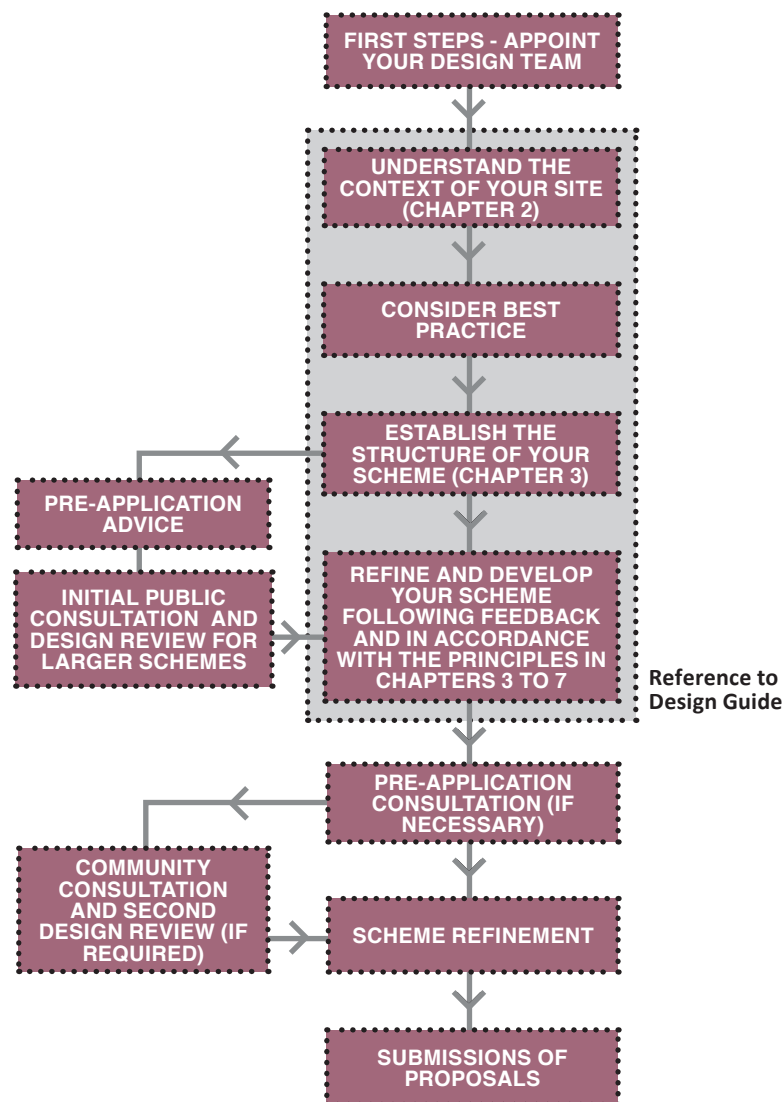 FIRST STEPS - APPOINT
YOUR DESIGN TEAM
UNDERSTAND THE
CONTEXT OF YOUR SITE
(CHAPTER 2)
CONSIDER BEST
PRACTICE
ESTABLISH THE
STRUCTURE OF YOUR
SCHEME (CHAPTER 3)
PRE-APPLICATION
ADVICE
INITIAL PUBLIC
CONSULTATION AND
DESIGN REVIEW FOR
LARGER SCHEMES
REFINE AND DEVELOP
YOUR SCHEME
FOLLOWING FEEDBACK
AND IN ACCORDANCE
WITH THE PRINCIPLES IN
CHAPTERS 3 TO 7
Reference to
Design Guide
PRE-APPLICATION
CONSULTATION (IF
NECESSARY)
COMMUNITY
CONSULTATION
AND SECOND
DESIGN REVIEW (IF
REQUIRED)
SCHEME REFINEMENT
SUBMISSIONS OF
PROPOSALS